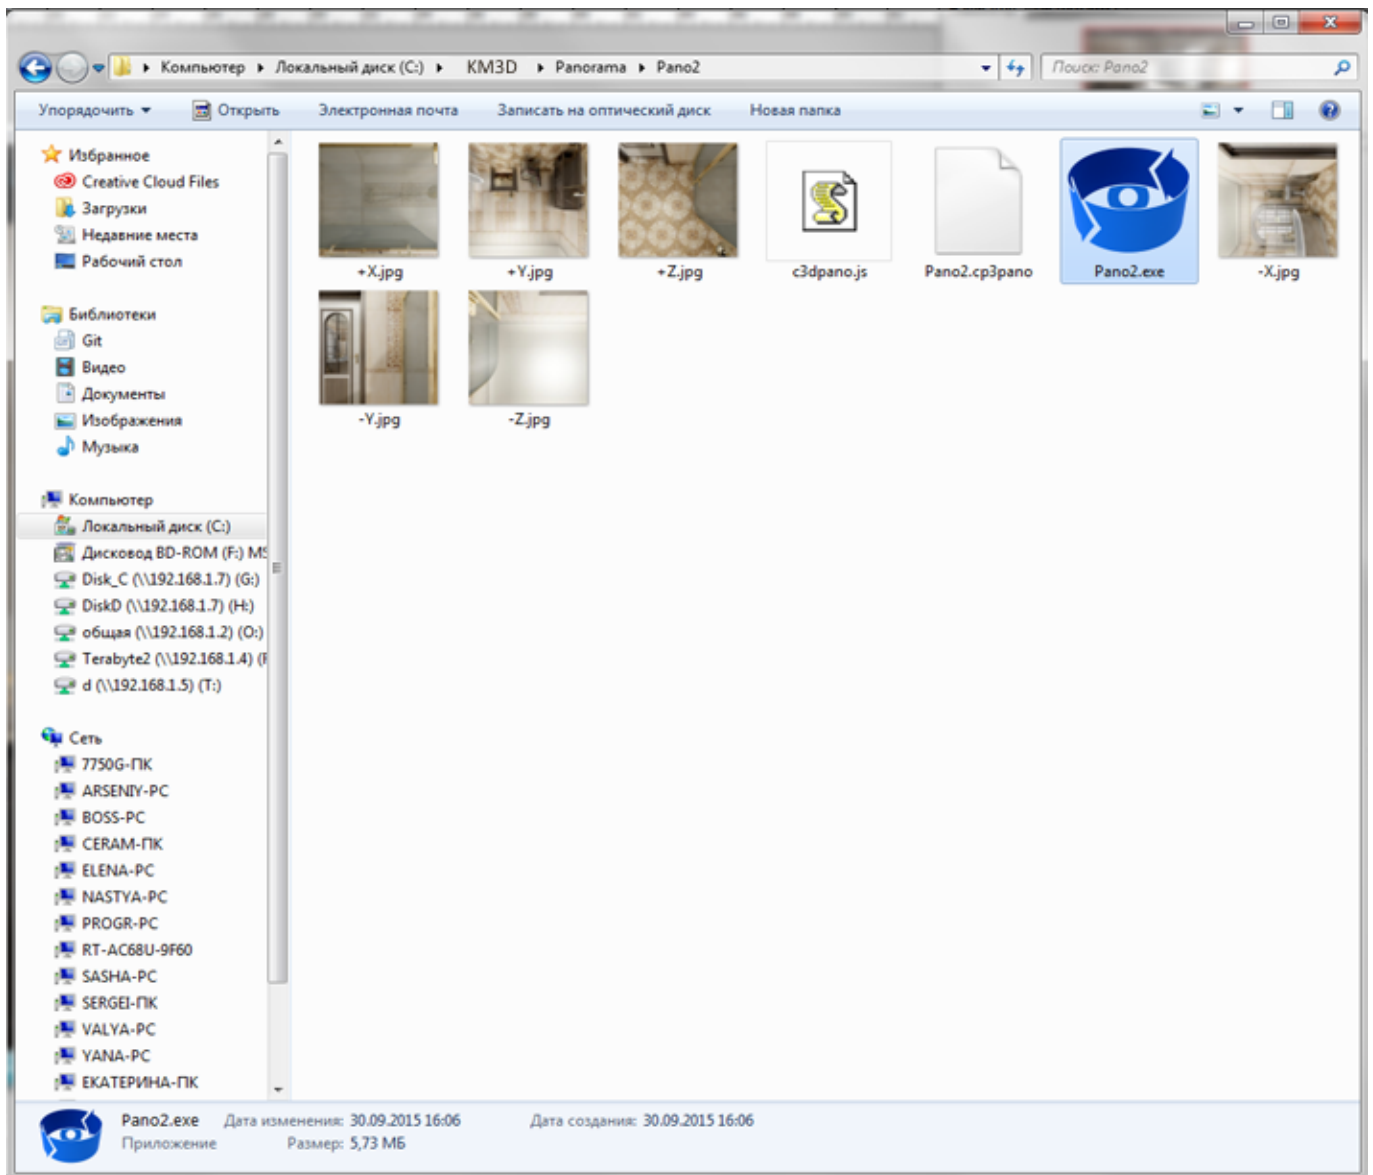 Компьютер Локальный диск (C:) KM3D Panorama Pano2
Поиск: Pano2
Упорядочить Открыть Электронная почта Записать на оптический диск Новая папка
Избранное
Creative Cloud Files
Загрузки
Недавние места
Рабочий стол
Библиотеки
Git
Видео
Документы
Изображения
Музыка
Компьютер
Локальный диск (C:)
Дисковод BD-ROM (F:) MS
Disk_C (\\192.168.1.7) (G:)
DiskD (\\192.168.1.7) (H:)
общая (\\192.168.1.2) (O:)
Terabyte2 (\\192.168.1.4) (
d (\\192.168.1.5) (T:)
Сеть
7750G-ПК
ARSENIY-PC
BOSS-PC
CERAM-ПК
ELENA-PC
NASTYA-PC
PROGR-PC
RT-AC68U-9F60
SASHA-PC
SERGEI-ПК
VALYA-PC
YANA-PC
ЕКАТЕРИНА-ПК
+X.jpg
+Y.jpg
+Z.jpg
c3dpano.js
Pano2.cp3pano
Pano2.exe
-X.jpg
-Y.jpg
-Z.jpg
Pano2.exe Дата изменения: 30.09.2015 16:06 Дата создания: 30.09.2015 16:06
Приложение Размер: 5,73 МБ